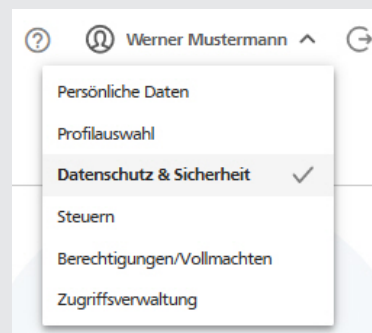 Werner Mustermann
Persönliche Daten
Profilauswahl
Datenschutz & Sicherheit
Steuern
Berechtigungen/Vollmachten
Zugriffsverwaltung